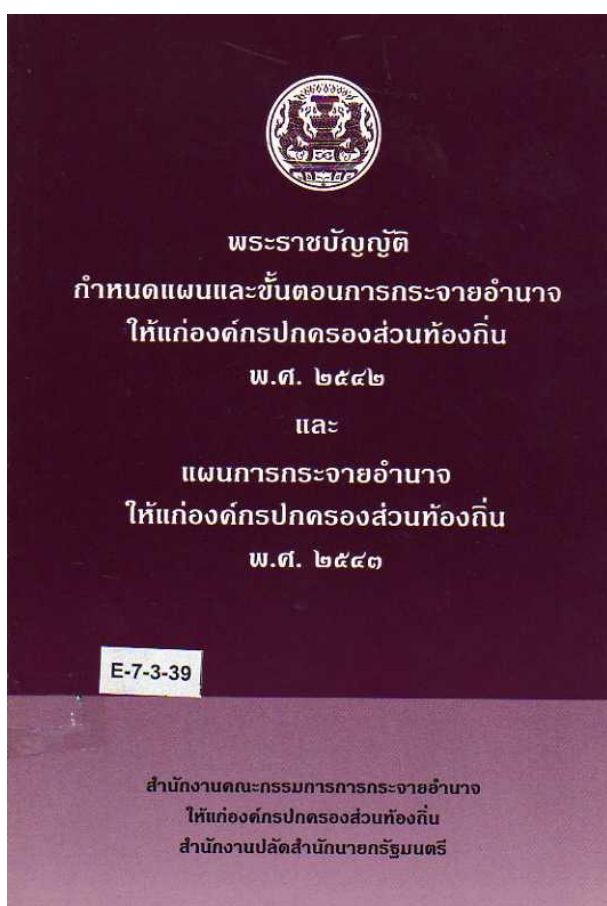 พระราชบัญญัติ
กำหนดแผนและขั้นตอนการกระจายอำนาจ
ให้แก่องค์กรปกครองส่วนท้องถิ่น
พ.ศ. ๒๕๔๒
และ
แผนการกระจายอำนาจ
ให้แก่องค์กรปกครองส่วนท้องถิ่น
พ.ศ. ๒๕๔๓
E-7-3-39
สำนักงานคณะกรรมการการกระจายอำนาจ
ให้แก่องค์กรปกครองส่วนท้องถิ่น
สำนักงานปลัดสำนักนายกรัฐมนตรี